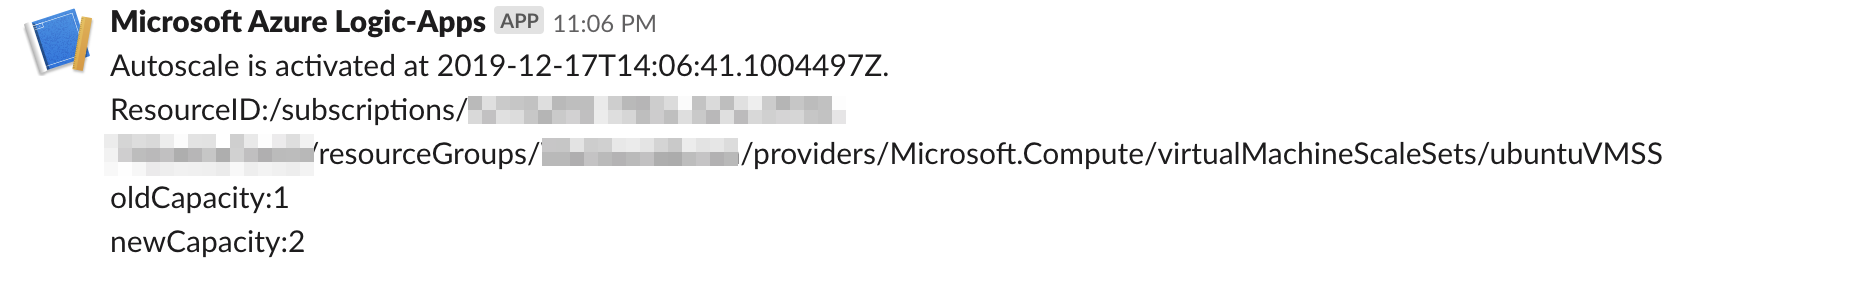 Microsoft Azure Logic-Apps APP 11:06 PM
Autoscale is activated at 2019-12-17T14:06:41.1004497Z.
ResourceID:/subscriptions/
/resourceGroups/ /providers/Microsoft.Compute/virtualMachineScaleSets/ubuntuVMSS
oldCapacity:1
newCapacity:2